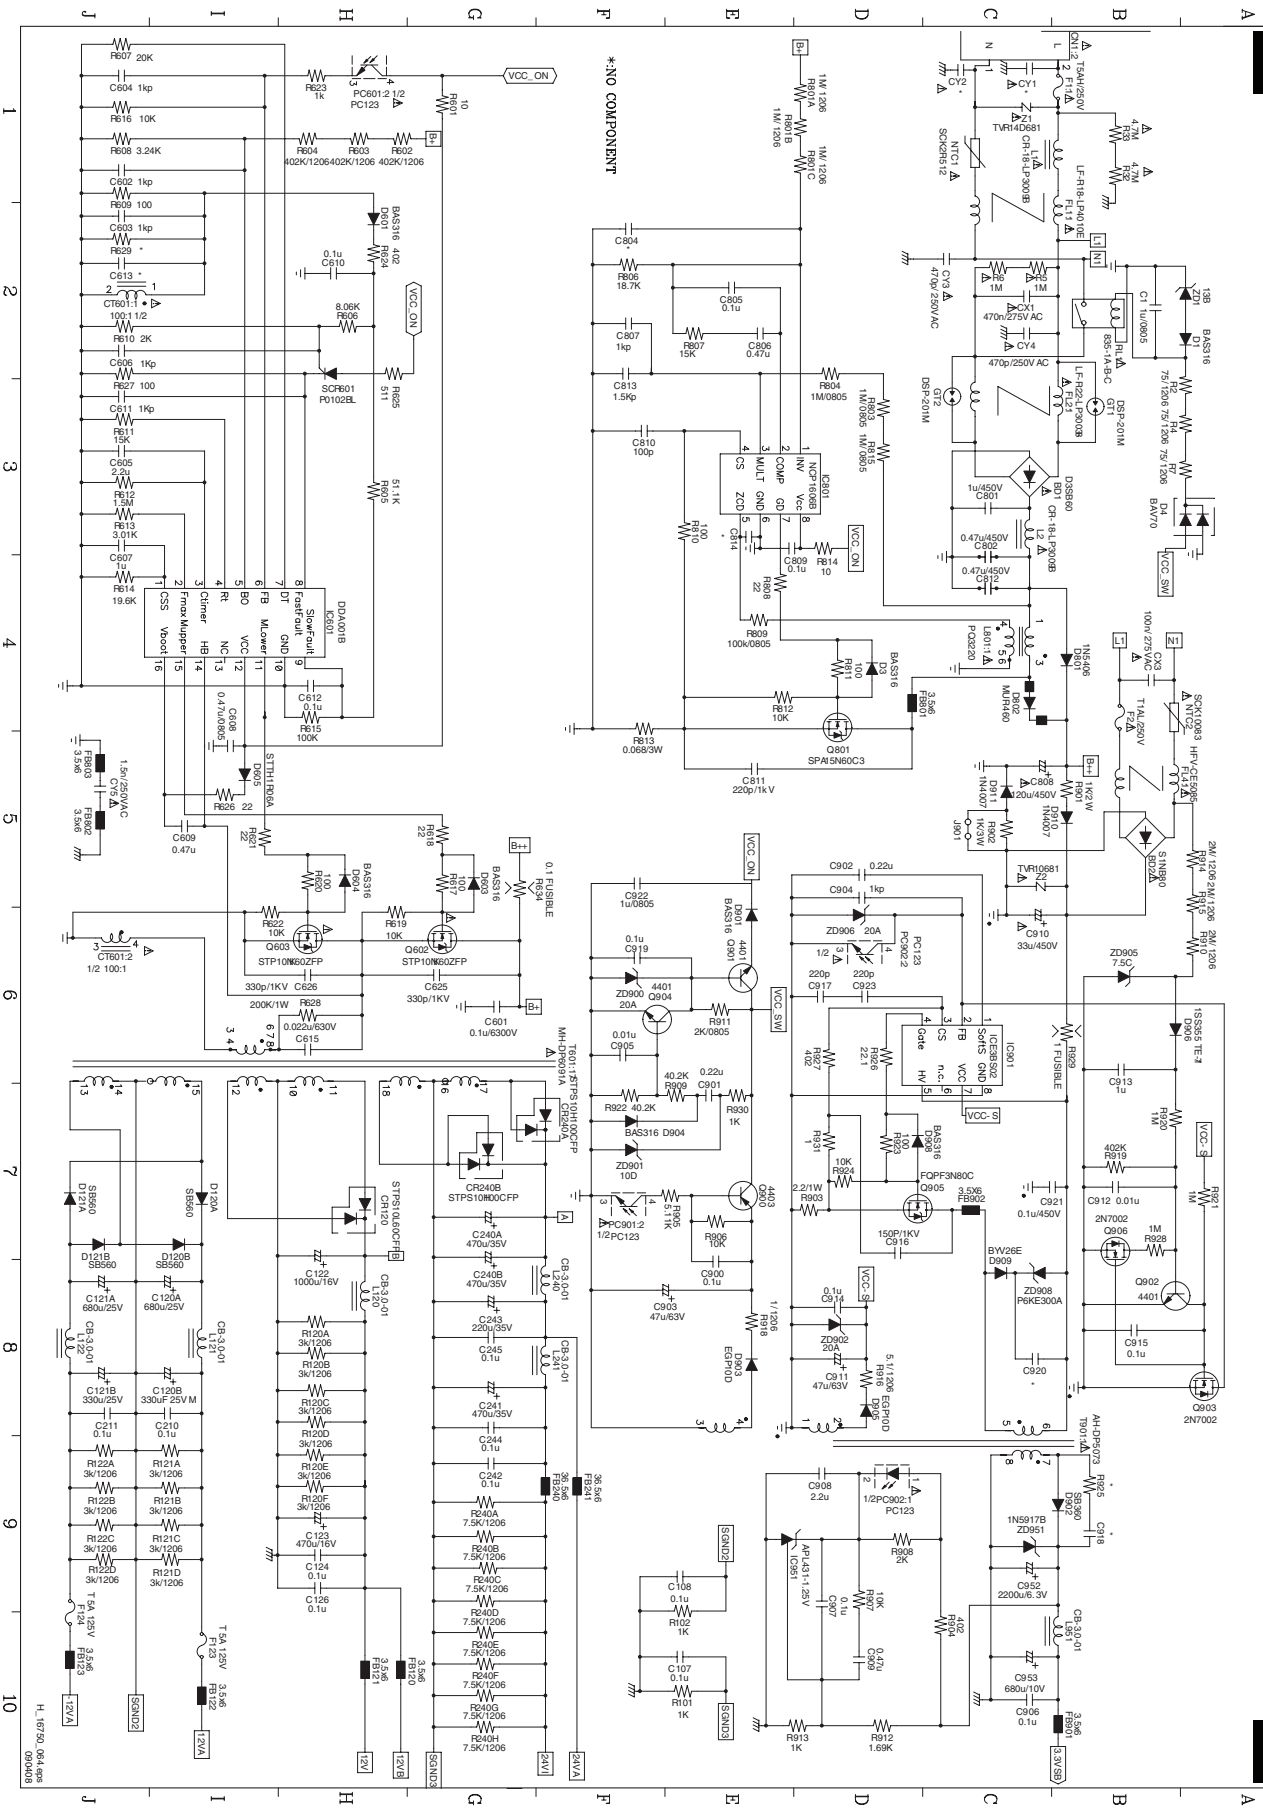 J
I
H
G
F
E
D
C
B
A
1
2
3
4
5
6
7
8
9
10
*:NO COMPONENT
R607 20K
C604 1kp
R616 10K
R608 3.24K
C602 1kp
R609 100
C603 1kp
R629 *
C613 *
CT601:1
100:1 1/2
R610 2K
C606 1Kp
R627 100
C611 1Kp
R611
15K
C605
2.2u
R612
1.5M
R613
3.01K
C607
1u
R614
19.6K
R623
1k
PC601:2 1/2
PC123
VCC_ON
10
R601
B+
R604
402K/1206
R603
402K/1206
R602
402K/1206
BAS316
D601
402
R624
0.1u
C610
8.06K
R606
VCC_ON
SCR601
P0102BL
R625
511
51.1K
R605
DDA001B
IC601
CSS
Fmax
Ctimer
Rt
BO
FB
DT
FastFault
SlowFault
GND
MLower
VCC
NC
HB
Mupper
Vboot
C612
0.1u
R615
100K
C608
0.47u/0805
STTH1R06A
D605
R626 22
C609
0.47u
R621
22
FB803
3.5x6
1.5n/250VAC
CY5
FB802
3.5x6
R620
100
BAS316
D604
R618
22
R617
100
BAS316
D603
B++
R634
0.1 FUSIBLE
R622
10K
Q603
STP10NK60ZFP
R619
10K
Q602
STP10NK60ZFP
CT601:2
1/2 100:1
330p/1KV
C626
C625
330p/1KV
200K/1W
R628
0.022u/630V
C615
C601
0.1u/6300V
B+
T601:1
MH-DP6091A
B+
1M/1206
R801A
R801B
1M/1206
1M/1206
R801C
C804
*
R806
18.7K
C805
0.1u
C807
1kp
R807
15K
C806
0.47u
C813
1.5Kp
R804
1M/0805
R803
1M/0805
R815
1M/0805
C810
100p
IC801
NCP1606B
INV
COMP
MULT
CS
Vcc
GD
GND
ZCD
100
R810
C814
*
C809
0.1u
R814
10
VCC_ON
R808
22
R809
100k/0805
R811
100
BAS316
D3
R812
10K
3.5x6
FB801
Q801
SPA15N60C3
R813
0.068/3W
C811
220p/1kV
CN1:2
L
N
T5AH/250V
F1
CY2
*
CY1
*
Z1
TVR14D681
NTC1
SCK2R512
L1
CR-18-LP3009B
4.7M
R33
4.7M
R32
LF-R18-LP4010E
FL1
L1
N1
CY3
470p/250VAC
R6
1M
R5
1M
CX1
470n/275VAC
CY4
470p/250VAC
13B
ZD1
C1 1u/0805
BAS316
D1
RL1
835-1A-B-C
R2
75/1206
R4
75/1206
R7
75/1206
GT2
DSP-201M
LF-R22-LP3003B
FL2
DSP-201M
GT1
D3SB60
BD1
1u/450V
C801
D4
BAV70
VCC_SW
CR-18-LP3009B
L2
0.47u/450V
C802
0.47u/450V
C812
L801:1
PQ3220
1N5406
D801
D802
MUR460
L1
N1
100n/275VAC
CX3
T1AL/250V
F2
SCK10083
NTC2
HFV-CE5085
FL4
B++
C808
120u/450V
1K/2W
R901
D911
1N4007
D910
1N4007
R902
1K/3W
J901
S1NB80
BD2
2M/1206
R914
2M/1206
R915
2M/1206
R910
TVR10681
Z2
C910
33u/450V
ZD905
7.5C
VCC_ON
C902 0.22u
C904 1kp
C922
1u/0805
D901
BAS316
0.1u
C919
4401
Q901
ZD906 20A
PC123
PC902:2
1/2
ZD900
20A
4401
Q904
VCC_SW
220p
C917
220p
C923
R911
2K/0805
0.01u
C905
R922 40.2K
40.2K
R909
0.22u
C901
R930
1K
BAS316 D904
ZD901
10D
IC901
ICE3BS02
SoftS
FB
CS
Gate
GND
VCC
n.c.
HV
VCC-S
R927
402
R926
22.1
R929
1 FUSIBLE
1SS355 TE-7
D906
C913
1u
R920
1M
VCC-S
R921
1M
402K
R919
C912 0.01u
R931
1
R923
100
BAS316
D908
10K
R924
FQPF3N80C
Q905
3.5X6
FB902
2.2/1W
R903
150P/1KV
C916
C921
0.1u/450V
2N7002
Q906
1M
R928
Q902
4401
C915
0.1u
Q903
2N7002
BYV26E
D909
ZD908
P6KE300A
C920
*
1/2 PC901:2
PC123
R905
5.11K
4403
Q900
R906
10K
C900
0.1u
C903
47u/63V
1/1206
R918
D903
EGP10D
VCC-S
0.1u
C914
ZD902
20A
C911
47u/63V
5.1/1206
R916
EGP10D
D905
AH-DP5073
T901:1
STPS10H100CFP
CR240A
CR240B
STPS10H100CFP
STPS10L60CFP
CR120
A
B
SB560
D121A
D120A
SB560
D121B
SB560
D120B
SB560
C121A
680u/25V
C120A
680u/25V
CB-3.0-01
L122
CB-3.0-01
L121
C121B
330u/25V
C120B
330uF 25V M
C211
0.1u
C210
0.1u
R122A
3k/1206
R121A
3k/1206
R122B
3k/1206
R121B
3k/1206
R122C
3k/1206
R121C
3k/1206
R122D
3k/1206
R121D
3k/1206
T 5A 125V
F124
T 5A 125V
F123
3.5x6
FB123
3.5x6
FB122
-12VA
SGND2
12VA
C122
1000u/16V
CB-3.0-01
L120
R120A
3k/1206
R120B
3k/1206
R120C
3k/1206
R120D
3k/1206
R120E
3k/1206
R120F
3k/1206
C123
470u/16V
C124
0.1u
C126
0.1u
3.5x6
FB121
3.5x6
FB120
12V
12VB
C240A
470u/35V
C240B
470u/35V
CB-3.0-01
L240
C243
220u/35V
C245
0.1u
CB-3.0-01
L241
C241
470u/35V
C244
0.1u
C242
0.1u
36.5x6
FB240
36.5x6
FB241
R240A
7.5K/1206
R240B
7.5K/1206
R240C
7.5K/1206
R240D
7.5K/1206
R240E
7.5K/1206
R240F
7.5K/1206
R240G
7.5K/1206
R240H
7.5K/1206
SGND3
24VI
24VA
SGND2
C108
0.1u
R102
1K
C107
0.1u
R101
1K
SGND3
C908
2.2u
1/2 PC902:1
PC123
APL431-1.25V
IC951
R908
2K
C907
0.1u
R907
10K
0.47u
C909
402
R904
R913
1K
R912
1.69K
R925
*
C918
*
SB360
D902
1N5917B
ZD951
C952
2200u/6.3V
CB-3.0-01
L951
C953
680u/10V
C906
0.1u
3.5x6
FB901
3.3VSB
H_16750_064.eps
090408
J
I
H
G
F
E
D
C
B
A